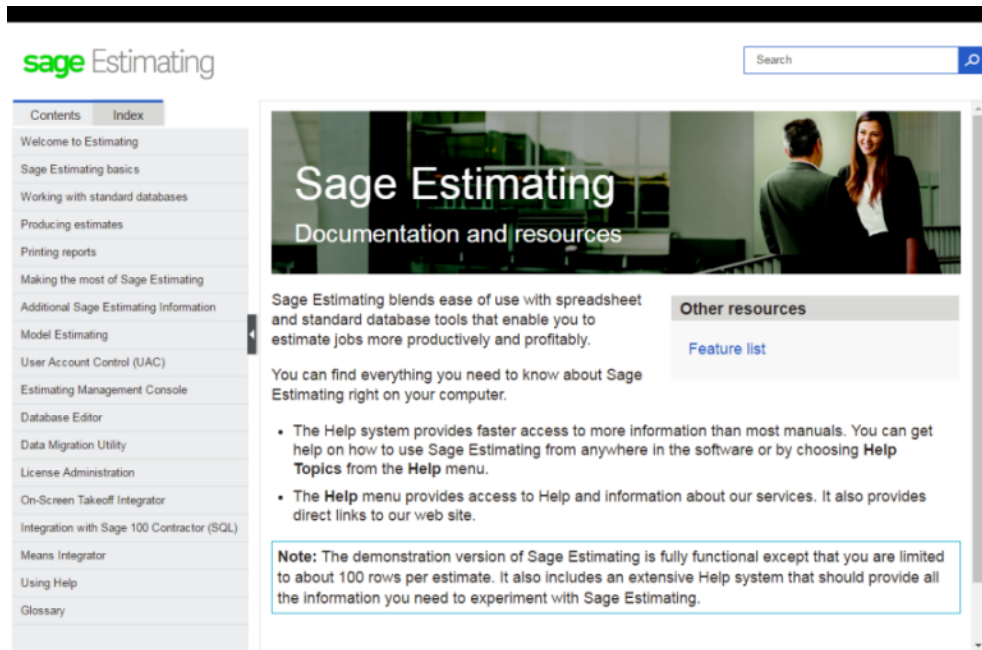 sage Estimating
Search
Contents Index
Welcome to Estimating
Sage Estimating basics
Working with standard databases
Producing estimates
Printing reports
Making the most of Sage Estimating
Additional Sage Estimating Information
Model Estimating
User Account Control (UAC)
Estimating Management Console
Database Editor
Data Migration Utility
License Administration
On-Screen Takeoff Integrator
Integration with Sage 100 Contractor (SQL)
Means Integrator
Using Help
Glossary
Sage Estimating
Documentation and resources
Sage Estimating blends ease of use with spreadsheet
and standard database tools that enable you to
estimate jobs more productively and profitably.
Other resources
Feature list
You can find everything you need to know about Sage
Estimating right on your computer.
• The Help system provides faster access to more information than most manuals. You can get
help on how to use Sage Estimating from anywhere in the software or by choosing Help
Topics from the Help menu.
• The Help menu provides access to Help and information about our services. It also provides
direct links to our web site.
Note: The demonstration version of Sage Estimating is fully functional except that you are limited
to about 100 rows per estimate. It also includes an extensive Help system that should provide all
the information you need to experiment with Sage Estimating.